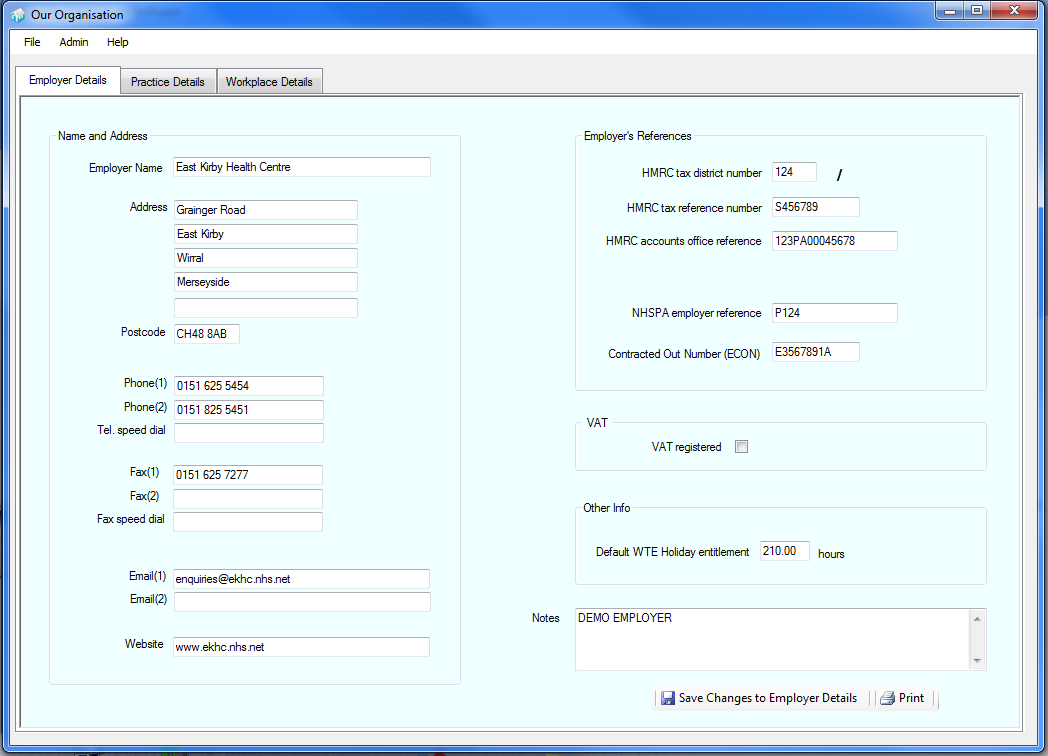 Our Organisation
File Admin Help
Employer Details Practice Details Workplace Details
Name and Address
Employer Name East Kirby Health Centre
Address Grainger Road
East Kirby
Wirral
Merseyside
Postcode CH48 8AB
Phone(1) 0151 625 5454
Phone(2) 0151 825 5451
Tel. speed dial
Fax(1) 0151 625 7277
Fax(2)
Fax speed dial
Email(1) enquiries@ekhc.nhs.net
Email(2)
Website www.ekhc.nhs.net
Employer's References
HMRC tax district number 124 /
HMRC tax reference number S456789
HMRC accounts office reference 123PA00045678
NHSPA employer reference P124
Contracted Out Number (ECON) E3567891A
VAT
VAT registered
Other Info
Default WTE Holiday entitlement 210.00 hours
Notes DEMO EMPLOYER
Save Changes to Employer Details Print